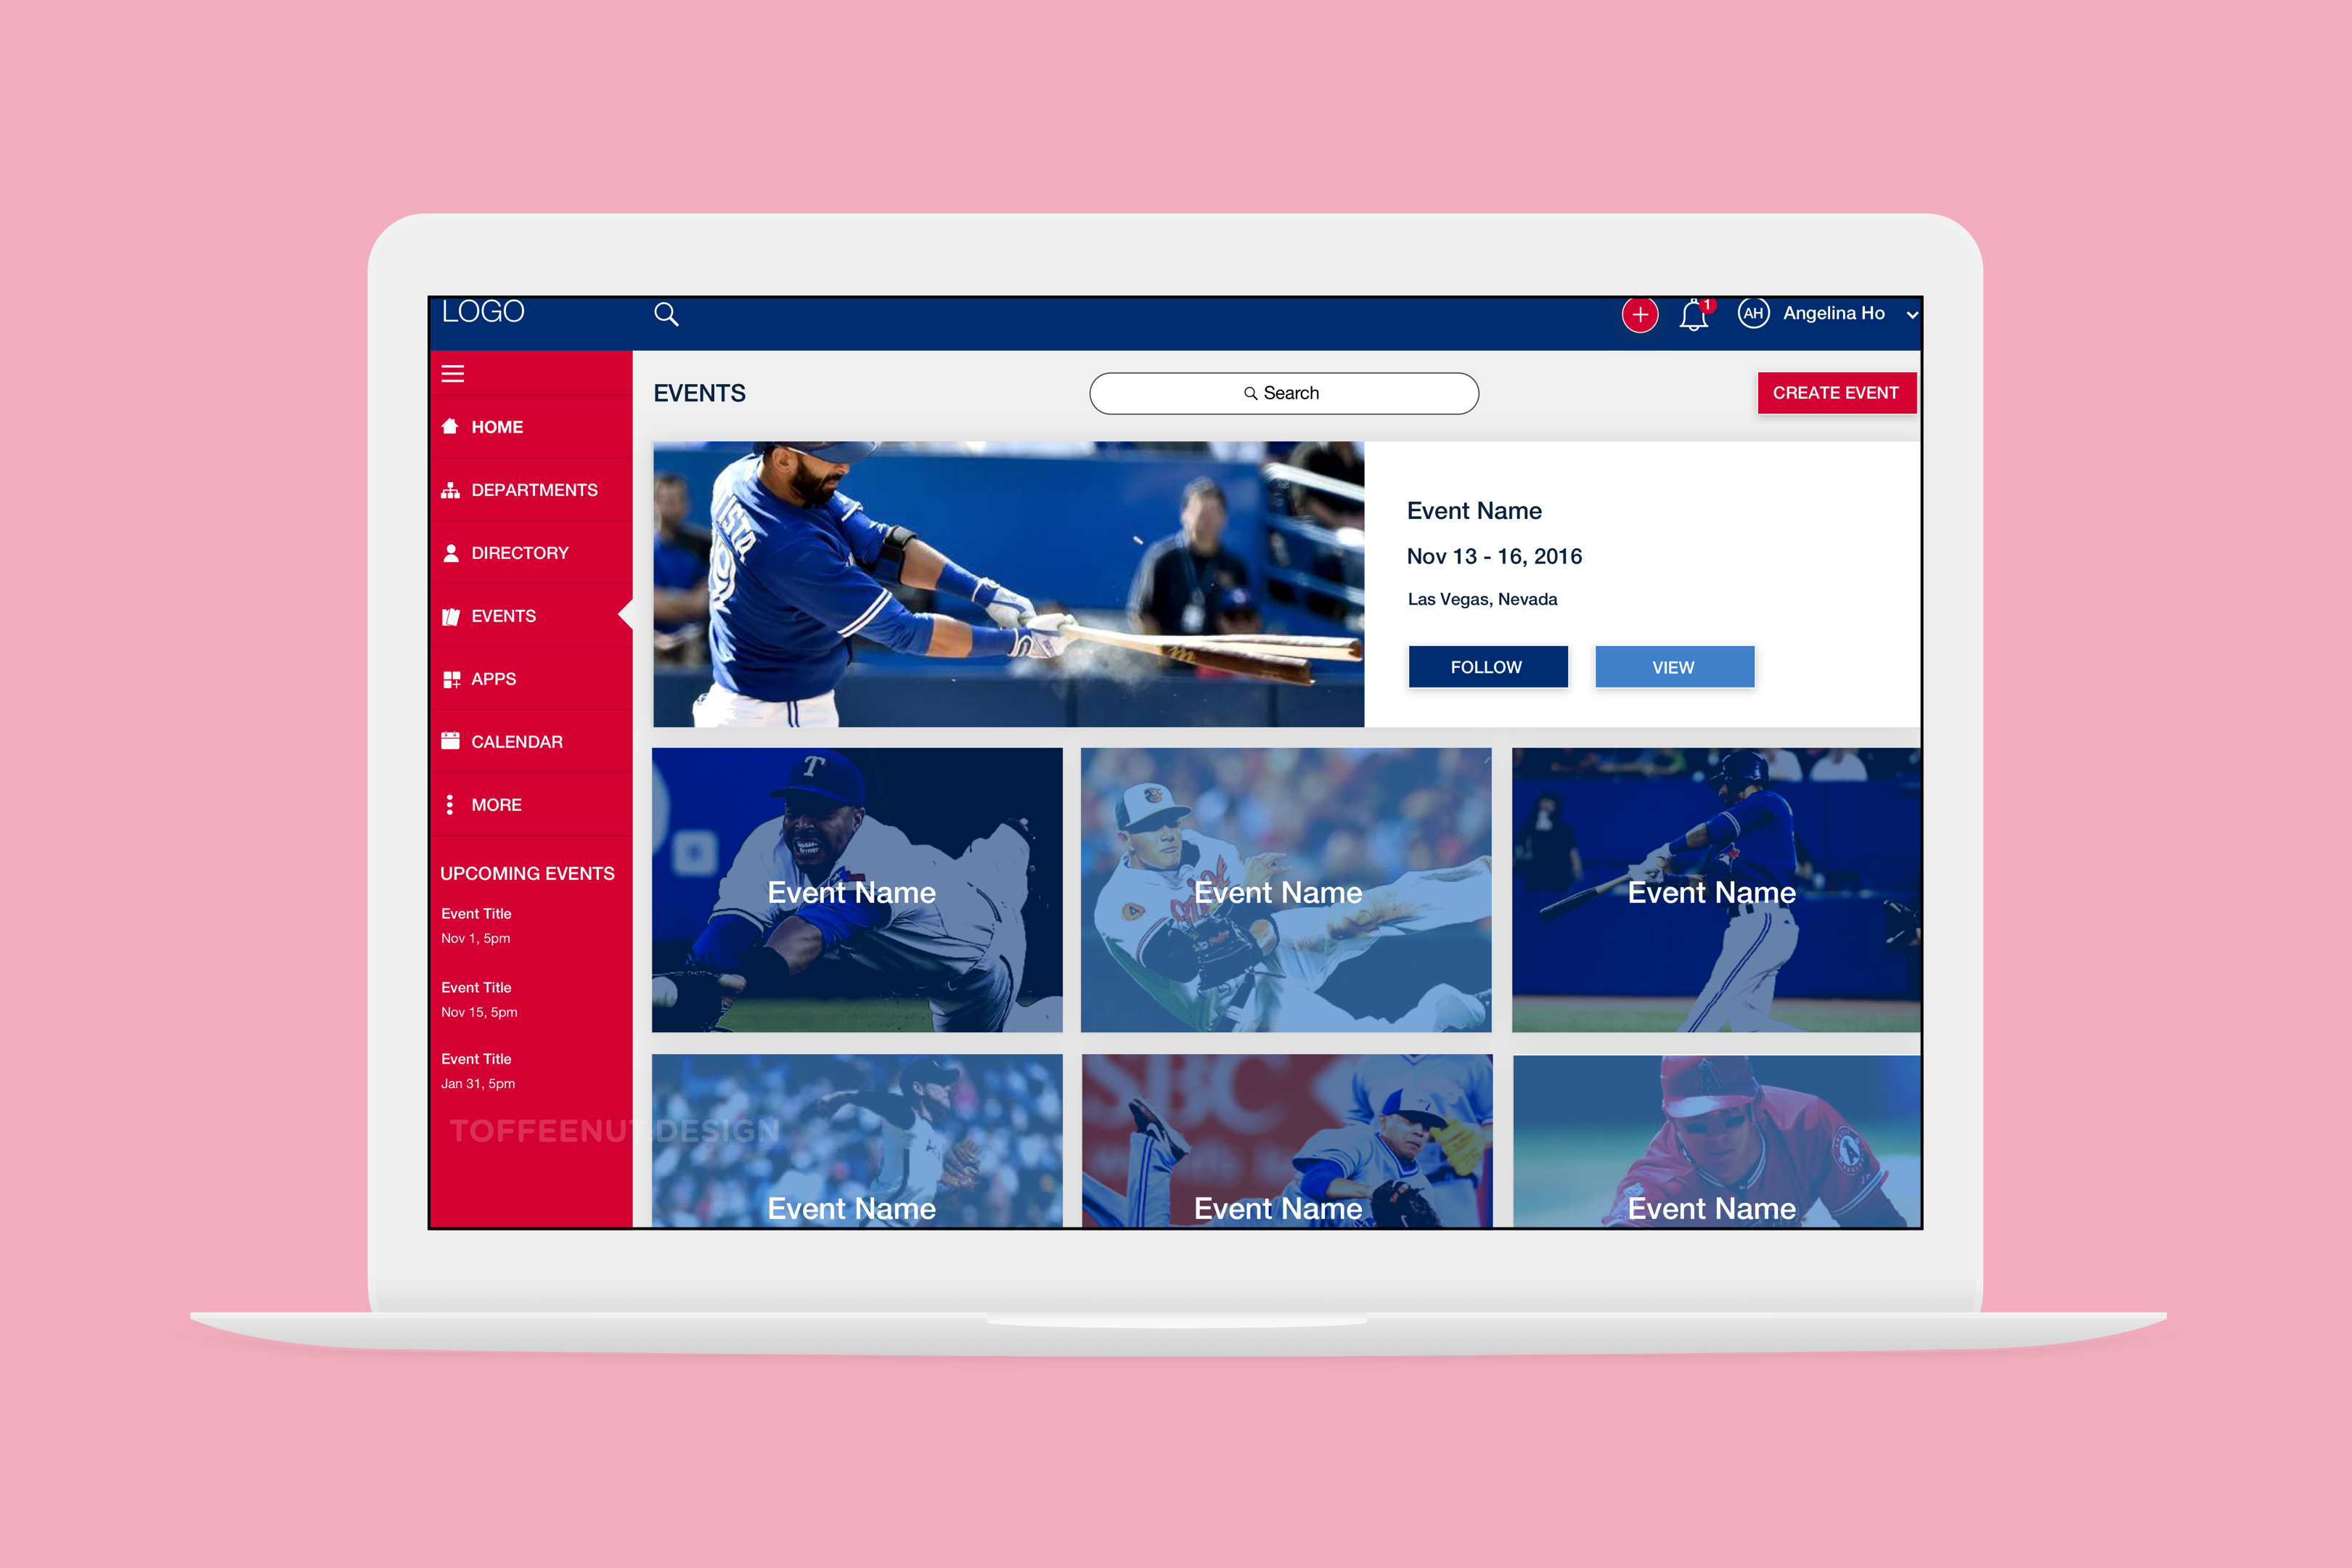 LOGO
1
AH
Angelina Ho
EVENTS
Search
CREATE EVENT
HOME
DEPARTMENTS
DIRECTORY
EVENTS
APPS
CALENDAR
MORE
UPCOMING EVENTS
Event Title
Nov 1, 5pm
Event Title
Nov 15, 5pm
Event Title
Jan 31, 5pm
Event Name
Nov 13 - 16, 2016
Las Vegas, Nevada
FOLLOW
VIEW
T
Event Name
Event Name
Event Name
SBC
A
Event Name
Event Name
Event Name
TOFFEENUT DESIGN